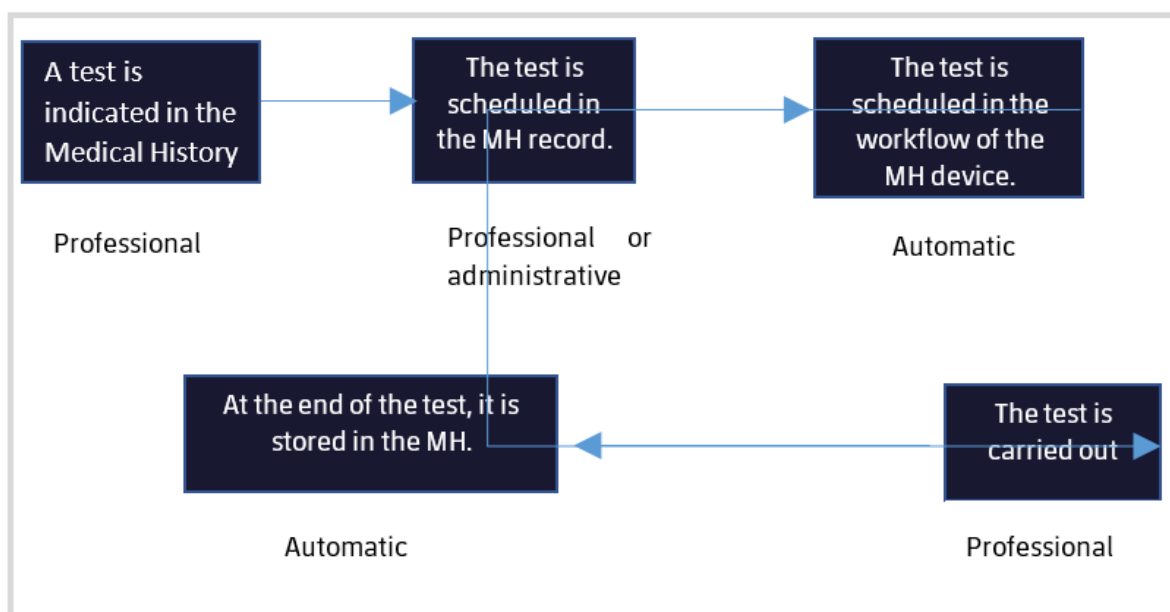 A test is
indicated in the
Medical History
Professional
The test is
scheduled in
the MH record.
Professional or
administrative
The test is
scheduled in the
workflow of the
MH device.
Automatic
At the end of the test, it is
stored in the MH.
Automatic
The test is
carried out
Professional